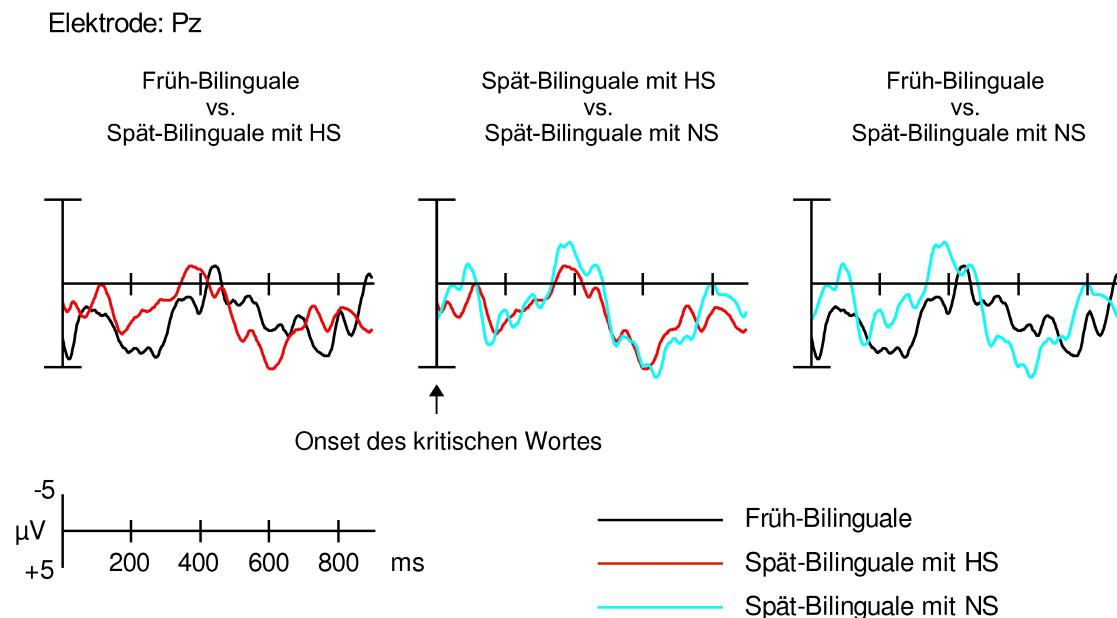 Elektrode: Pz
Früh-Bilinguale
vs.
Spät-Bilinguale mit HS
Spät-Bilinguale mit HS
vs.
Spät-Bilinguale mit NS
Früh-Bilinguale
vs.
Spät-Bilinguale mit NS
Onset des kritischen Wortes
-5
µV
+5
200 400 600 800 ms
Früh-Bilinguale
Spät-Bilinguale mit HS
Spät-Bilinguale mit NS